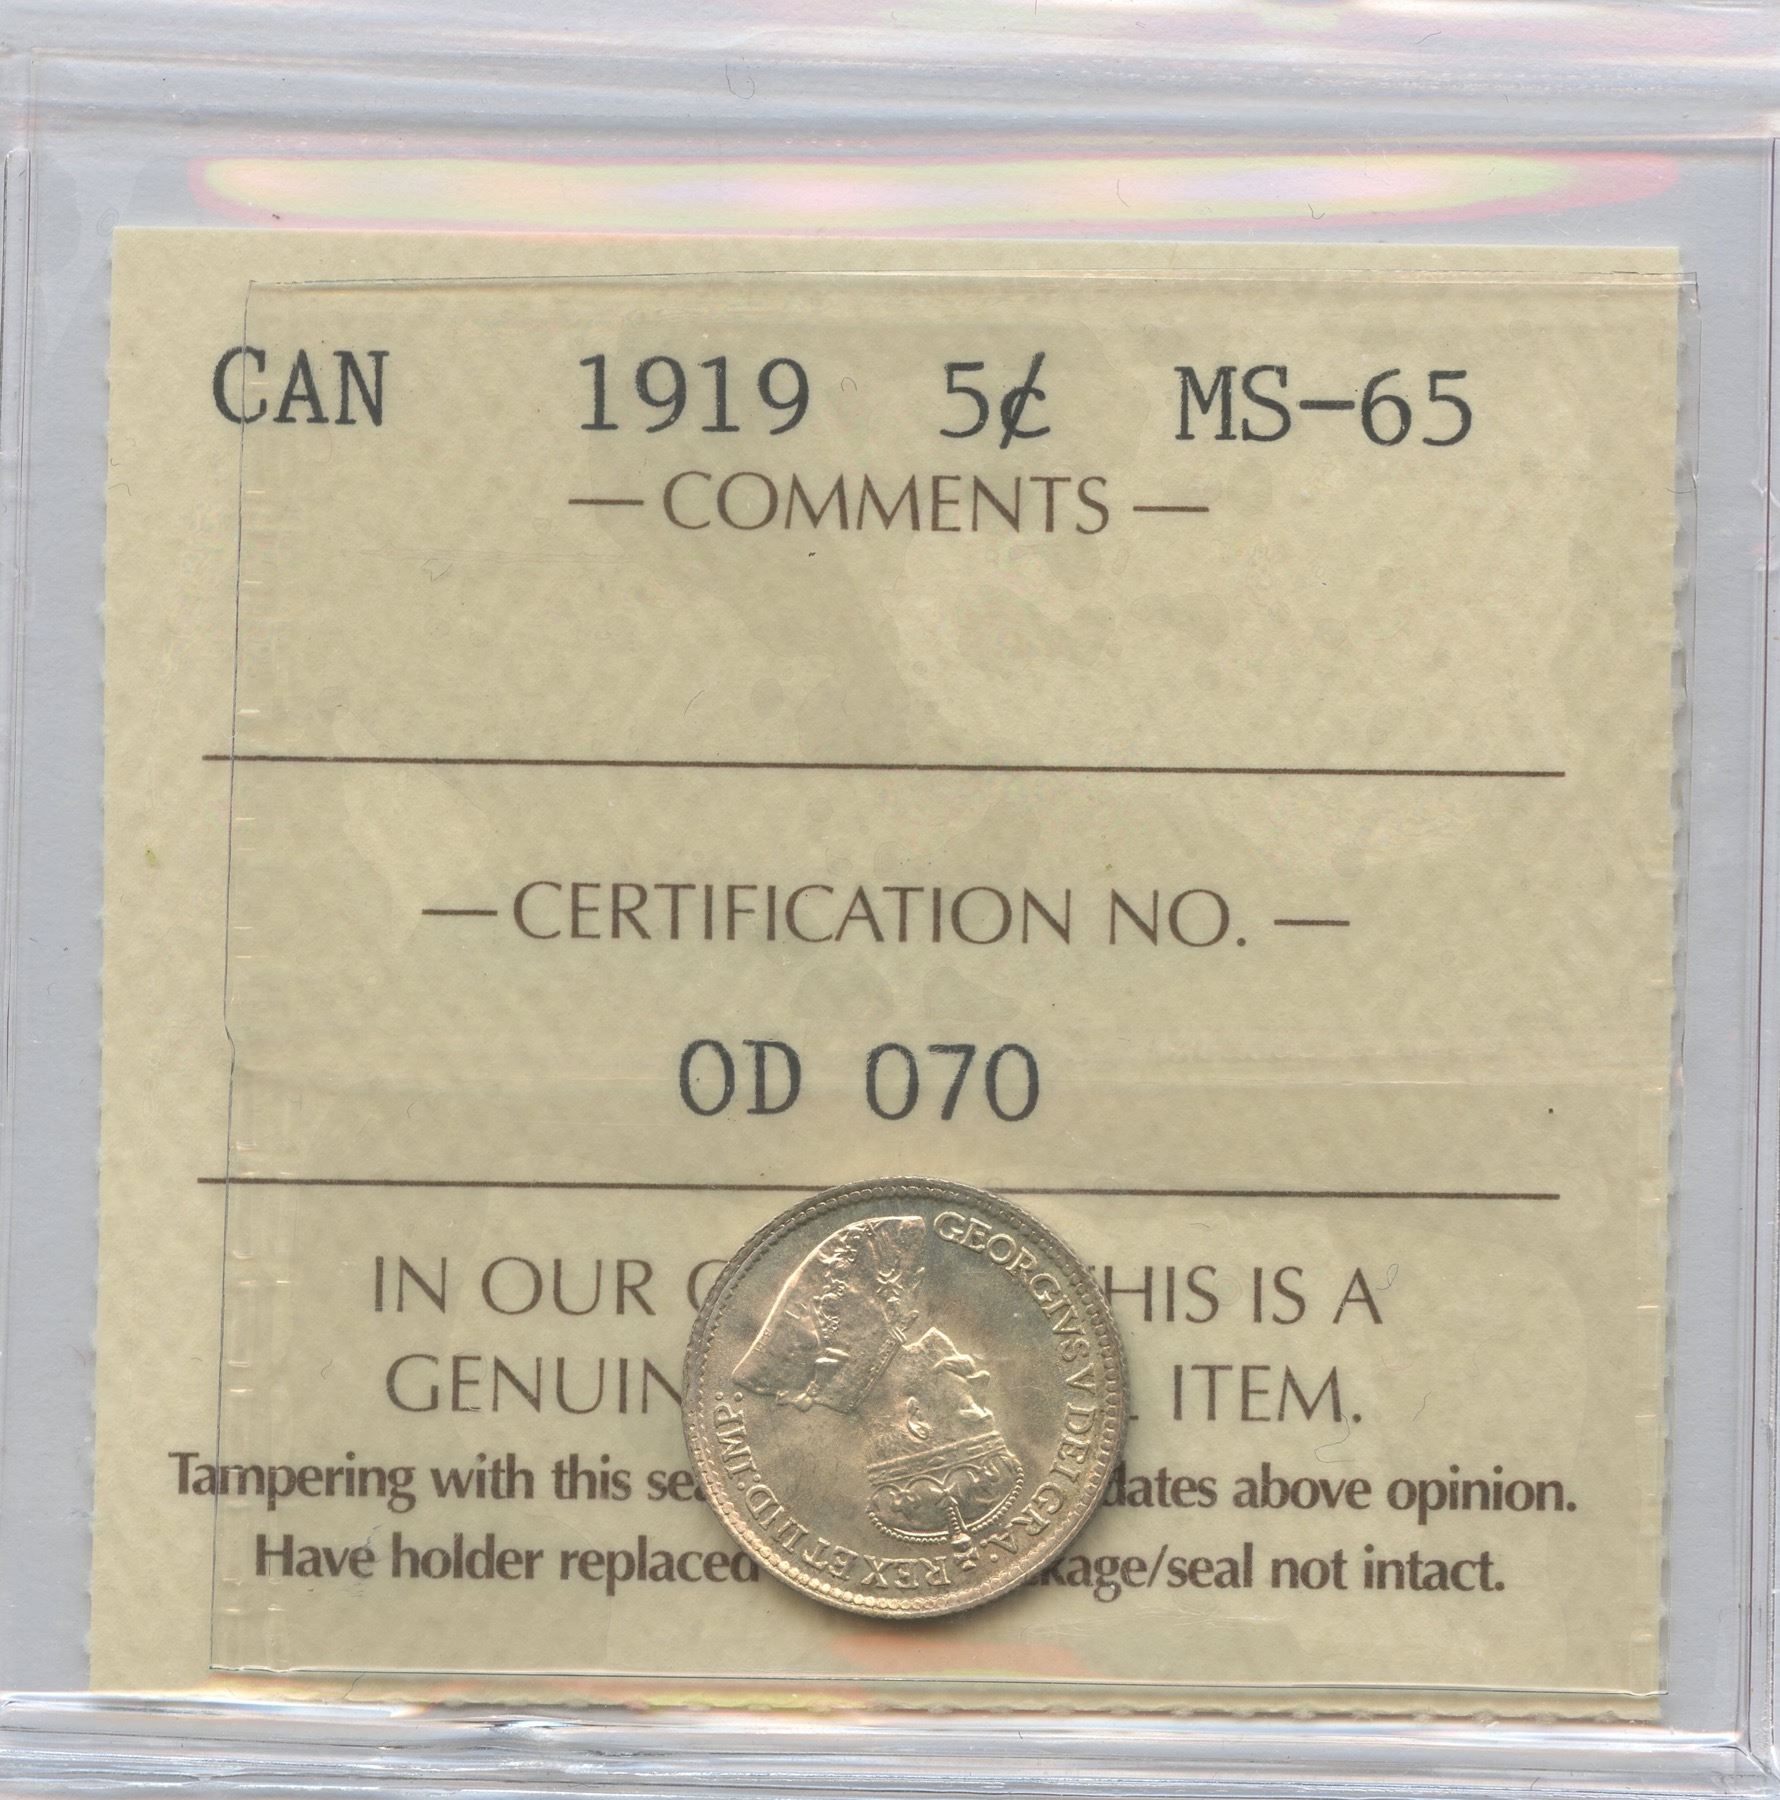 CAN 1919 5¢ MS-65
— COMMENTS —
— CERTIFICATION NO. —
OD 070
IN OUR HIS IS A
GENUIN ITEM.
Tampering with this sea dates above opinion.
Have holder replaced kage/seal not intact.
GEORGIVS V DEI GRA: REX ET IND: IMP: